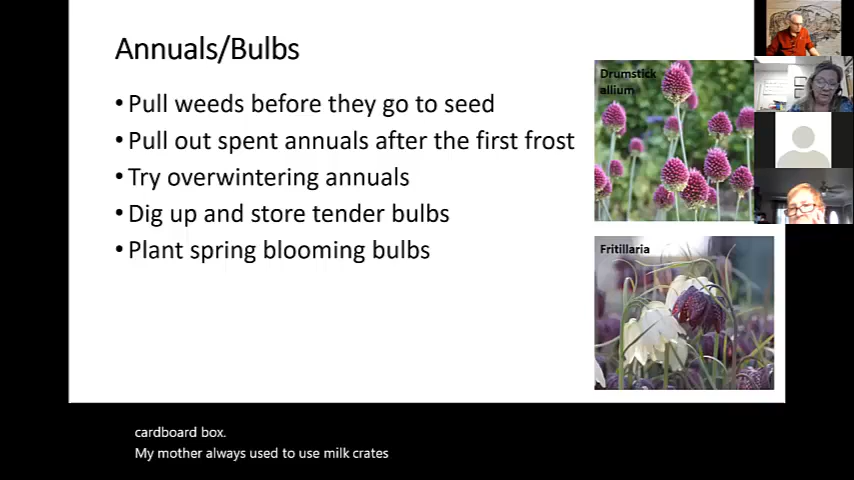 Annuals/Bulbs
• Pull weeds before they go to seed
• Pull out spent annuals after the first frost
• Try overwintering annuals
• Dig up and store tender bulbs
• Plant spring blooming bulbs
Drumstick
allium
Fritillaria
cardboard box.
My mother always used to use milk crates